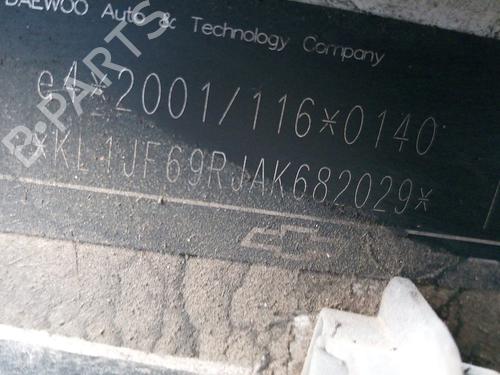 DAEWOO Auto & Technology Company
e4*2001/116*0140
*KL1JF69RJAK682029*
B-PARTS